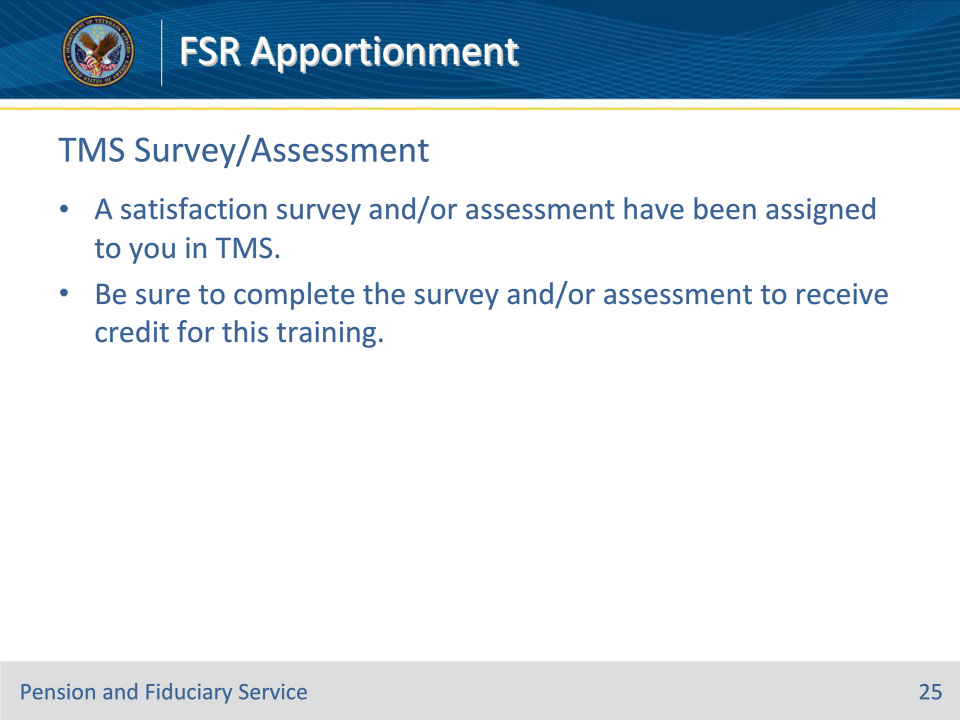 FSR Apportionment
TMS Survey/Assessment
• A satisfaction survey and/or assessment have been assigned
to you in TMS.
• Be sure to complete the survey and/or assessment to receive
credit for this training.
Pension and Fiduciary Service
25